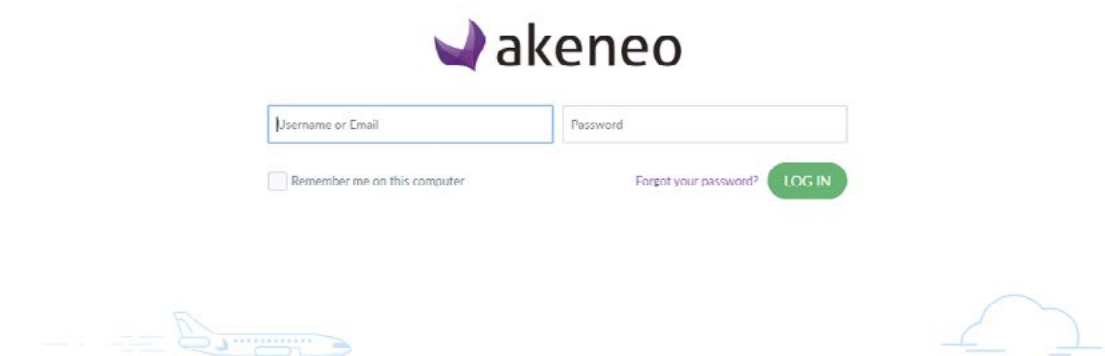 akeneo
Username or Email Password
Remember me on this computer Forgot your password? LOG IN